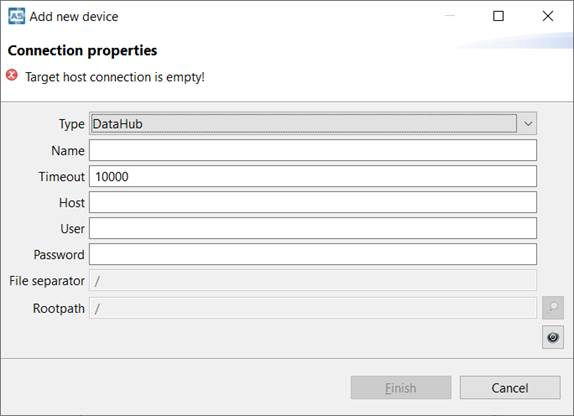 Add new device
Connection properties
Target host connection is empty!
Type DataHub
Name
Timeout 10000
Host
User
Password
File separator /
Rootpath /
Finish Cancel